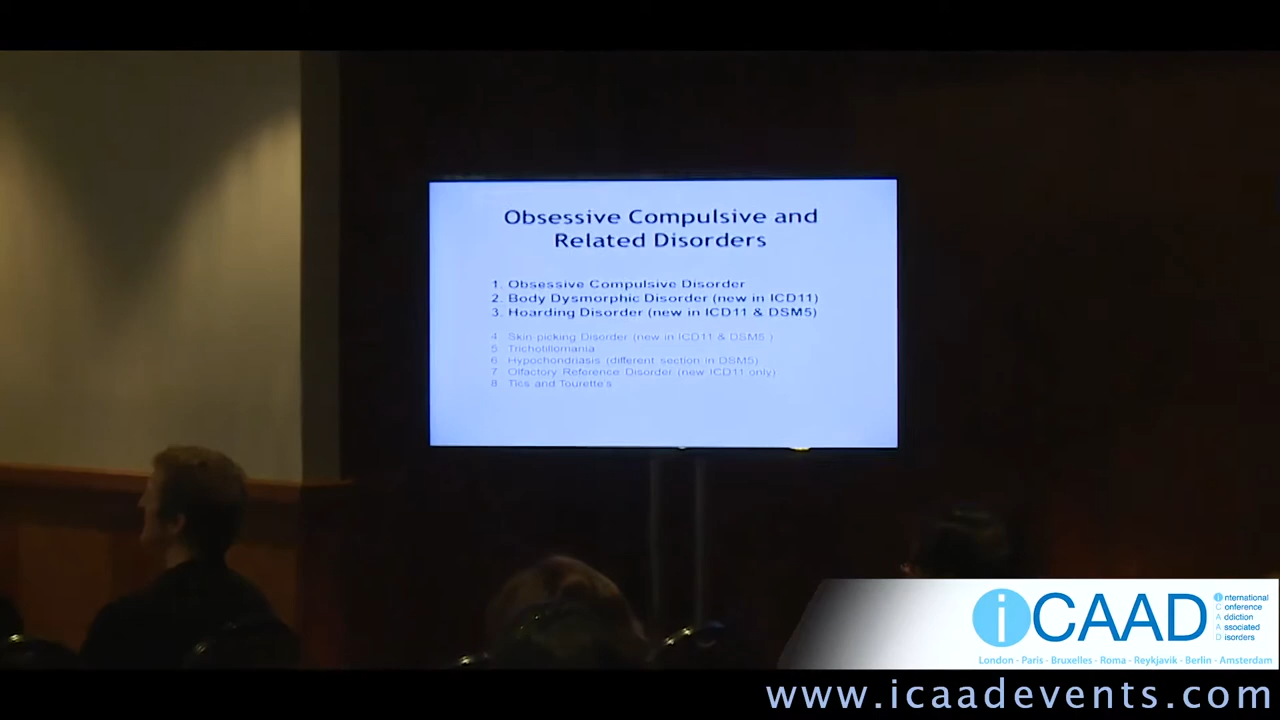 Obsessive Compulsive and
Related Disorders
1. Obsessive Compulsive Disorder
2. Body Dysmorphic Disorder (new in ICD11)
3. Hoarding Disorder (new in ICD11 & DSM5)
4. Skin-picking Disorder (new in ICD11 & DSM5 )
5. Trichotillomania
6. Hypochondriasis (different section in DSM5)
7. Olfactory Reference Disorder (new ICD11 only)
8. Tics and Tourette's
iCAAD
international
Conference
Addiction
Associated
Disorders
London - Paris - Bruxelles - Roma - Reykjavik - Berlin - Amsterdam
www.icaadevents.com